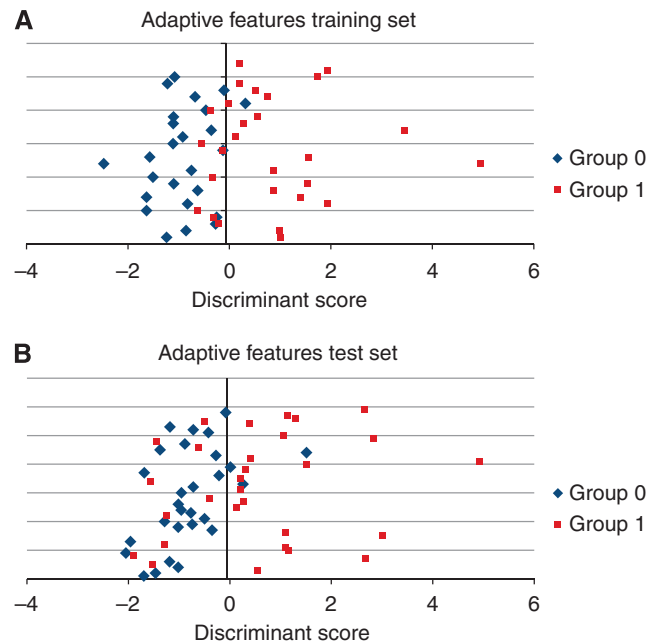 A
Adaptive features training set
Group 0
Group 1
−4 −2 0 2 4 6
Discriminant score
B
Adaptive features test set
Group 0
Group 1
−4 −2 0 2 4 6
Discriminant score